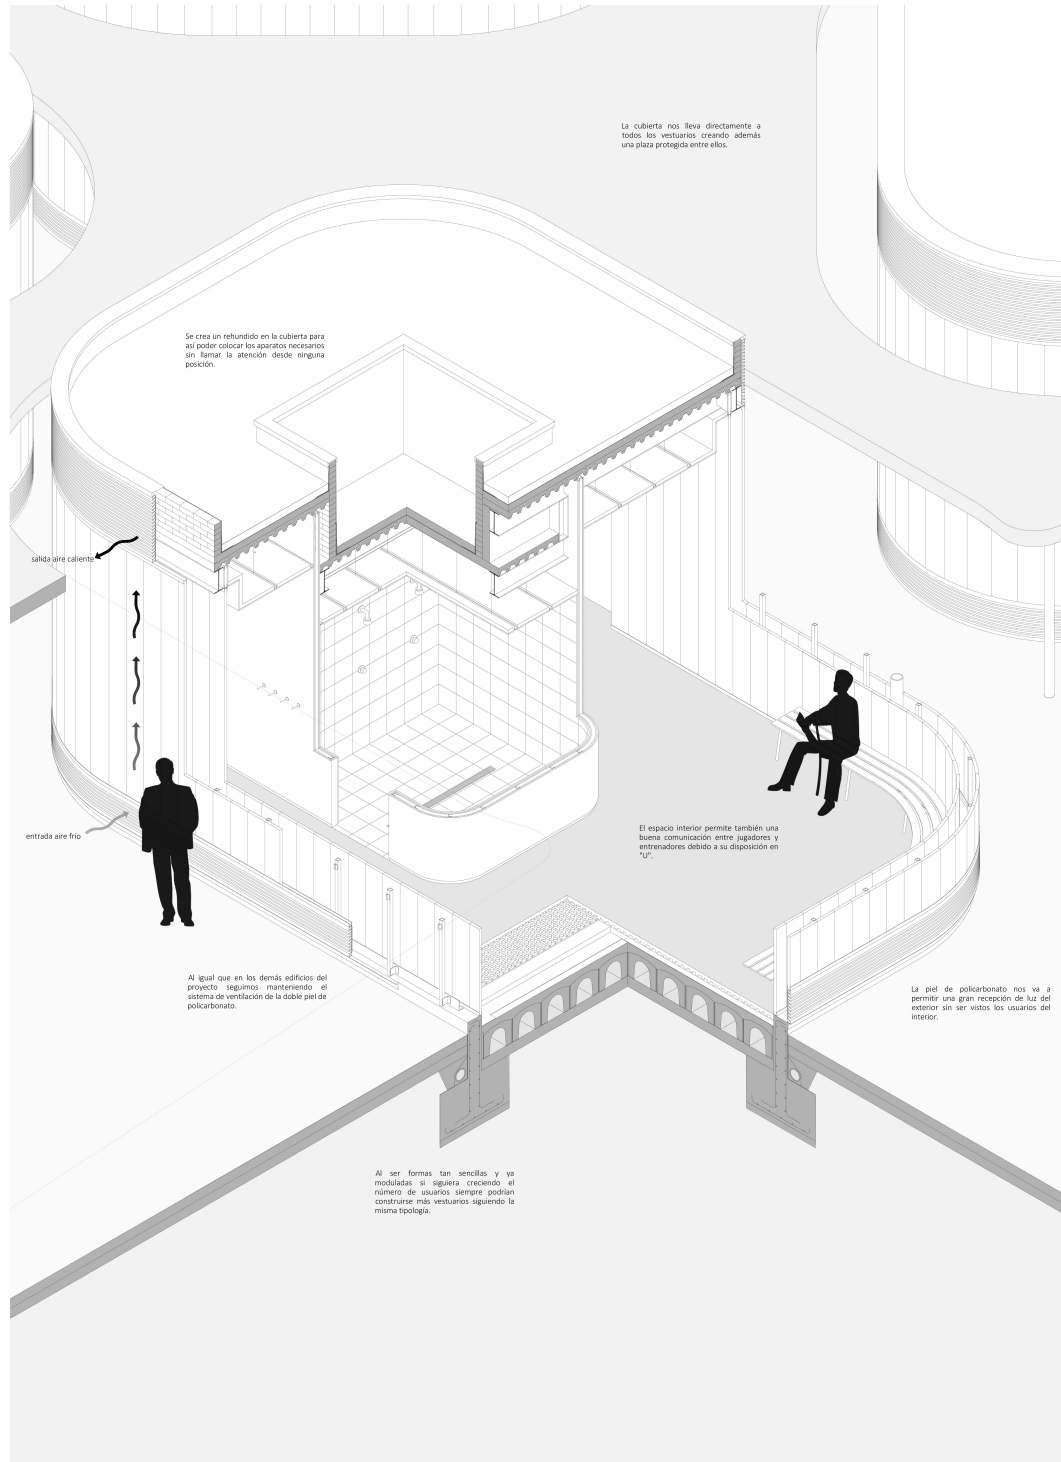 La cubierta nos lleva directamente a
todos los vestuarios creando además
una plaza protegida entre ellos.
Se crea un rehundido en la cubierta para
así poder colocar los aparatos necesarios
sin llamar la atención desde ninguna
posición.
salida aire caliente
entrada aire frío
El espacio interior permite también una
buena comunicación entre jugadores y
entrenadores debido a su disposición en
"U".
Al igual que en los demás edificios del
proyecto seguimos manteniendo el
sistema de ventilación de la doble piel de
policarbonato.
La piel de policarbonato nos va a
permitir una gran recepción de luz del
exterior sin ser vistos los usuarios del
interior.
Al ser formas tan sencillas y ya
moduladas si siguiera creciendo el
número de usuarios siempre podrían
construirse más vestuarios siguiendo la
misma tipología.